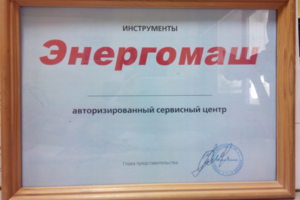 ИНСТРУМЕНТЫ
Энергомаш
авторизированный сервисный центр
Глава представительства